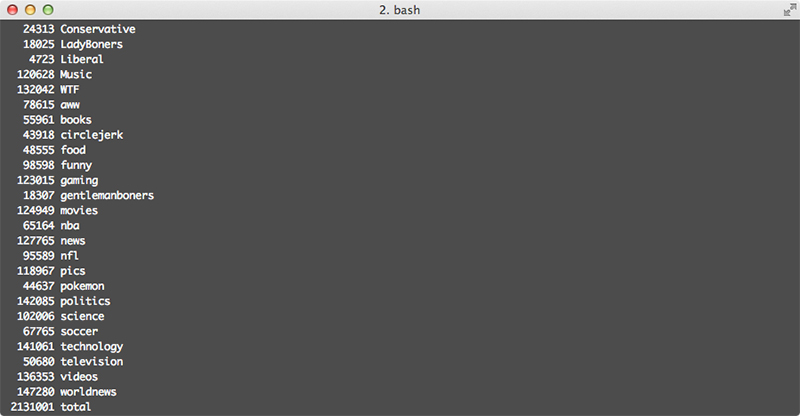 2. bash
24313 Conservative
18025 LadyBoners
4723 Liberal
120628 Music
132042 WTF
78615 aww
55961 books
43918 circlejerk
48555 food
98598 funny
123015 gaming
18307 gentlemanboners
124949 movies
65164 nba
127765 news
95589 nfl
118967 pics
44637 pokemon
142085 politics
102006 science
67765 soccer
141061 technology
50680 television
136353 videos
147280 worldnews
2131001 total